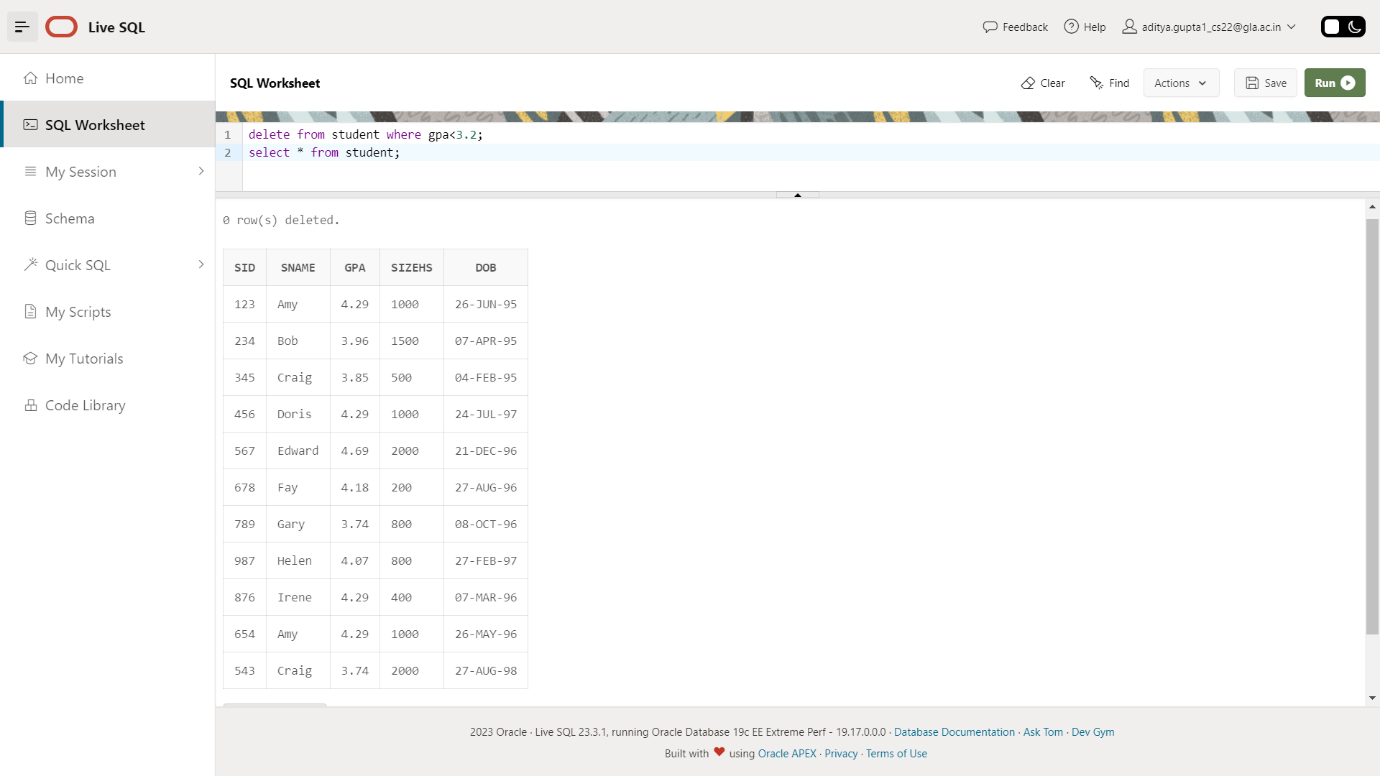 Live SQL
Feedback Help aditya.gupta1_cs22@gla.ac.in
Home
SQL Worksheet
My Session
Schema
Quick SQL
My Scripts
My Tutorials
Code Library
SQL Worksheet
Clear Find Actions Save Run
1 delete from student where gpa<3.2;
2 select * from student;
0 row(s) deleted.
SID SNAME GPA SIZEHS DOB
123 Amy 4.29 1000 26-JUN-95
234 Bob 3.96 1500 07-APR-95
345 Craig 3.85 500 04-FEB-95
456 Doris 4.29 1000 24-JUL-97
567 Edward 4.69 2000 21-DEC-96
678 Fay 4.18 200 27-AUG-96
789 Gary 3.74 800 08-OCT-96
987 Helen 4.07 800 27-FEB-97
876 Irene 4.29 400 07-MAR-96
654 Amy 4.29 1000 26-MAY-96
543 Craig 3.74 2000 27-AUG-98
2023 Oracle · Live SQL 23.3.1, running Oracle Database 19c EE Extreme Perf - 19.17.0.0.0 · Database Documentation · Ask Tom · Dev Gym
Built with ❤ using Oracle APEX · Privacy · Terms of Use